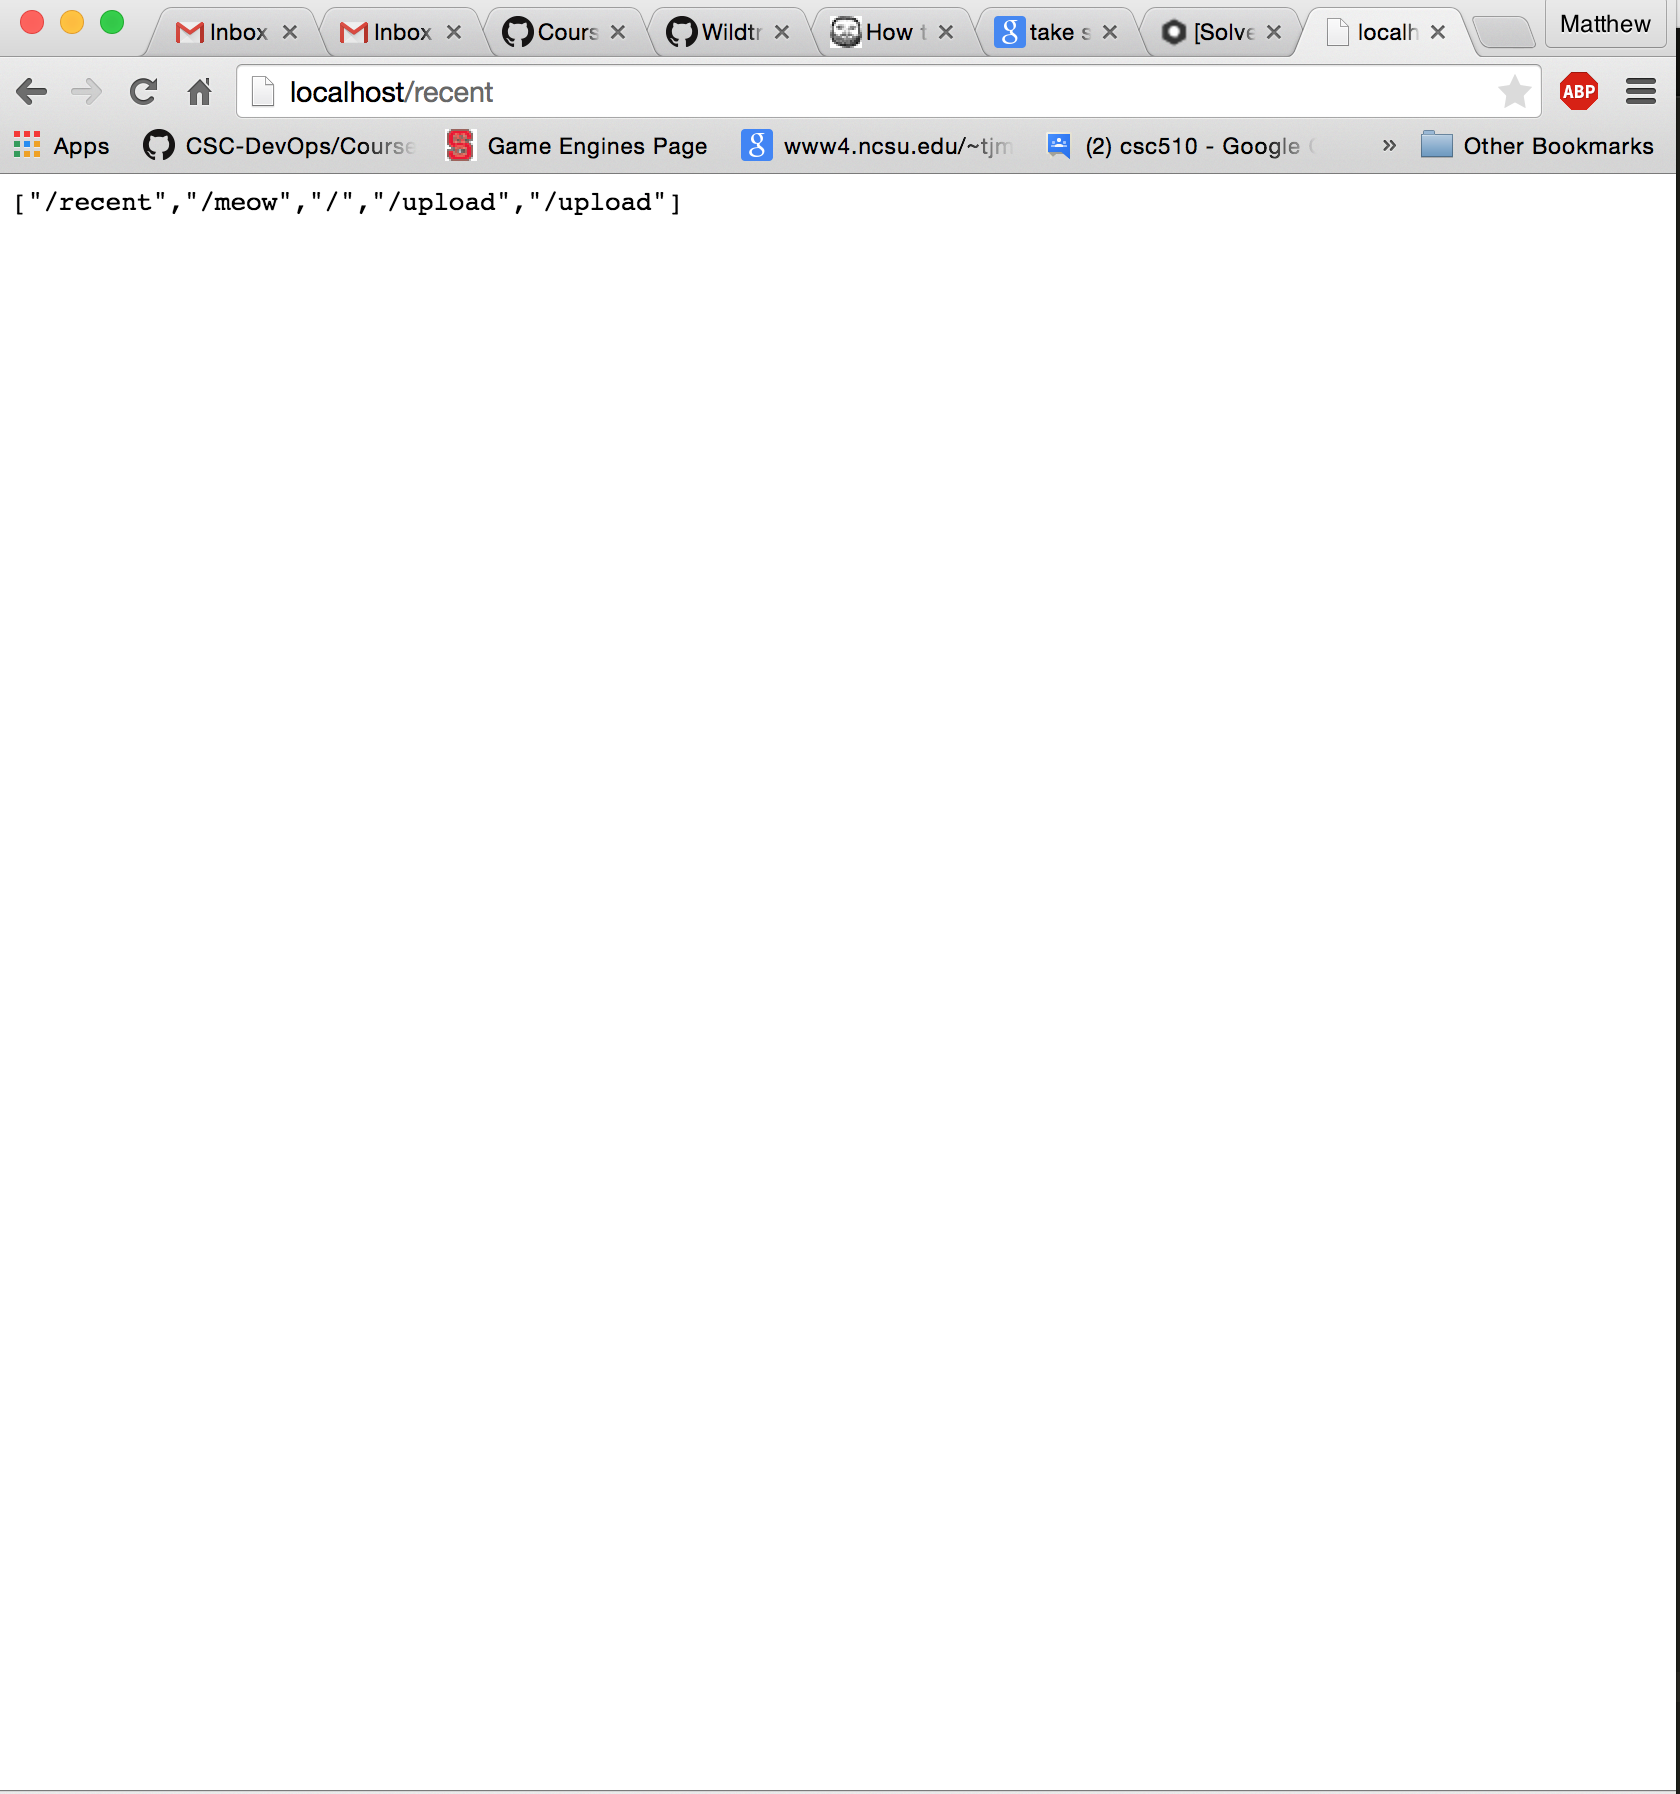 Inbox Inbox Cours Wildtr How t take s [Solve localh Matthew
localhost/recent ABP
Apps CSC-DevOps/Course Game Engines Page www4.ncsu.edu/~tjm (2) csc510 - Google » Other Bookmarks
["/recent","/meow","/","/upload","/upload"]